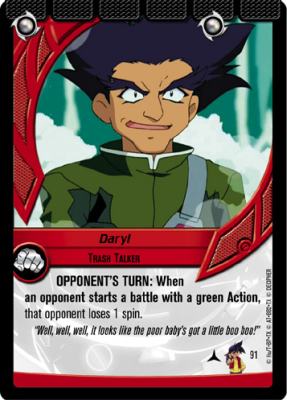 Daryl
TRASH TALKER
OPPONENT'S TURN: When
an opponent starts a battle with a green Action,
that opponent loses 1 spin.
"Well, well, well, it looks like the poor baby's got a little boo boo!"
91
DECIPHER